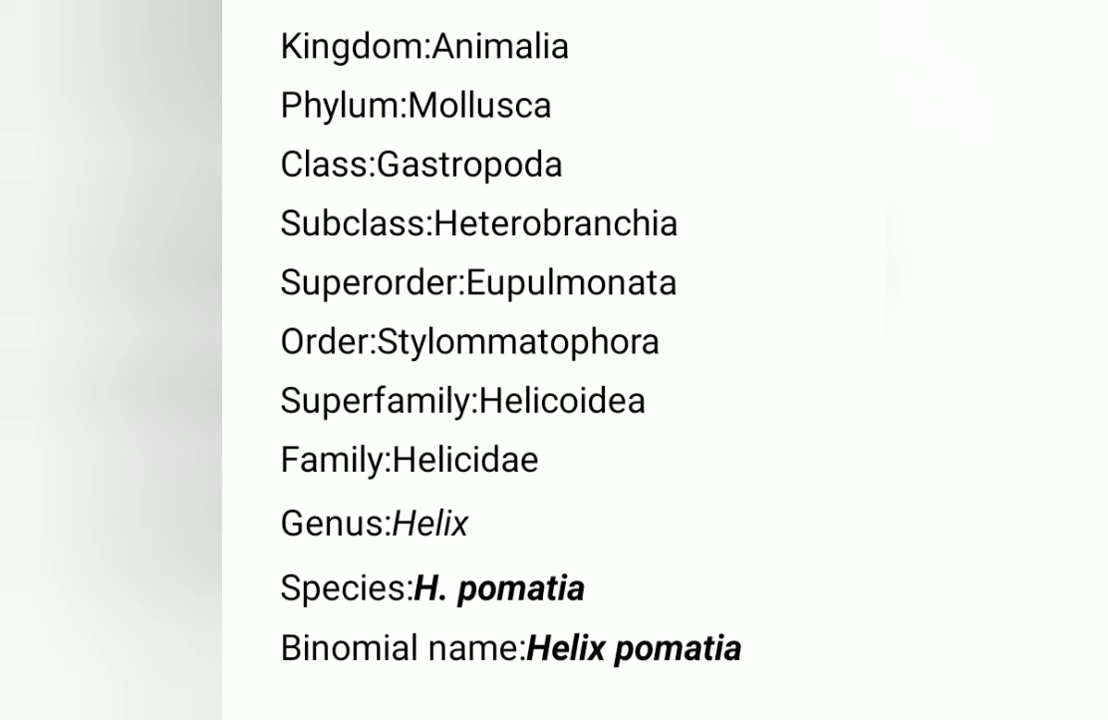 Kingdom:Animalia
Phylum:Mollusca
Class:Gastropoda
Subclass:Heterobranchia
Superorder:Eupulmonata
Order:Stylommatophora
Superfamily:Helicoidea
Family:Helicidae
Genus:Helix
Species:H. pomatia
Binomial name:Helix pomatia